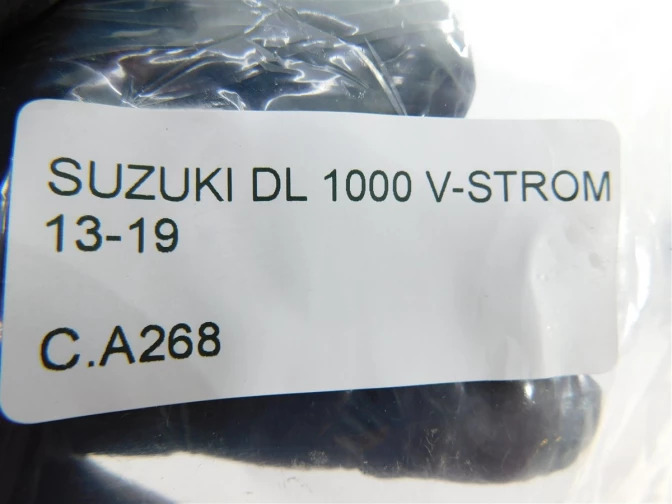 SUZUKI DL 1000 V-STROM
13-19
C.A268